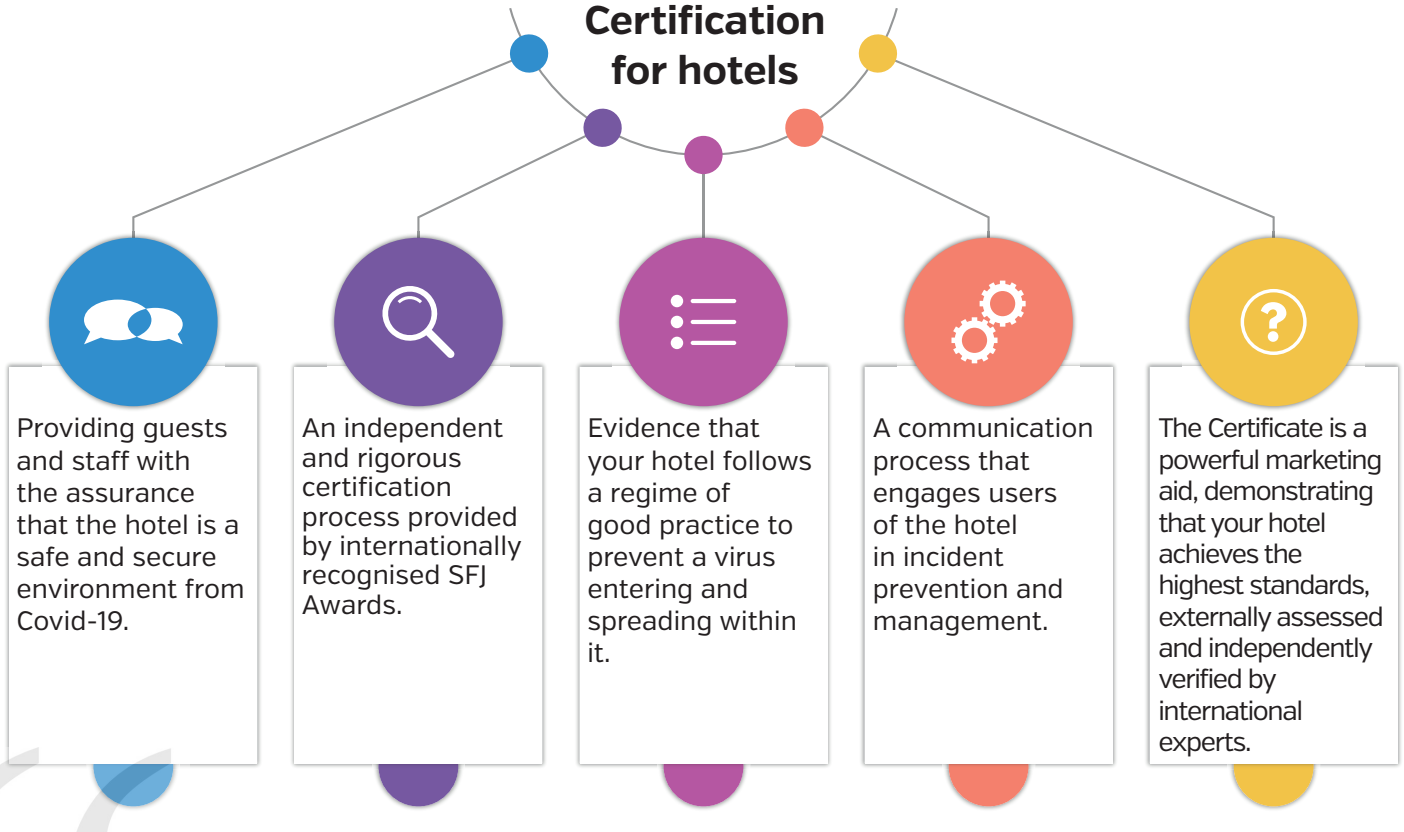 Certification
for hotels
Providing guests
and staff with
the assurance
that the hotel is a
safe and secure
environment from
Covid-19.
An independent
and rigorous
certification
process provided
by internationally
recognised SFJ
Awards.
Evidence that
your hotel follows
a regime of
good practice to
prevent a virus
entering and
spreading within
it.
A communication
process that
engages users
of the hotel
in incident
prevention and
management.
The Certificate is a
powerful marketing
aid, demonstrating
that your hotel
achieves the
highest standards,
externally assessed
and independently
verified by
international
experts.